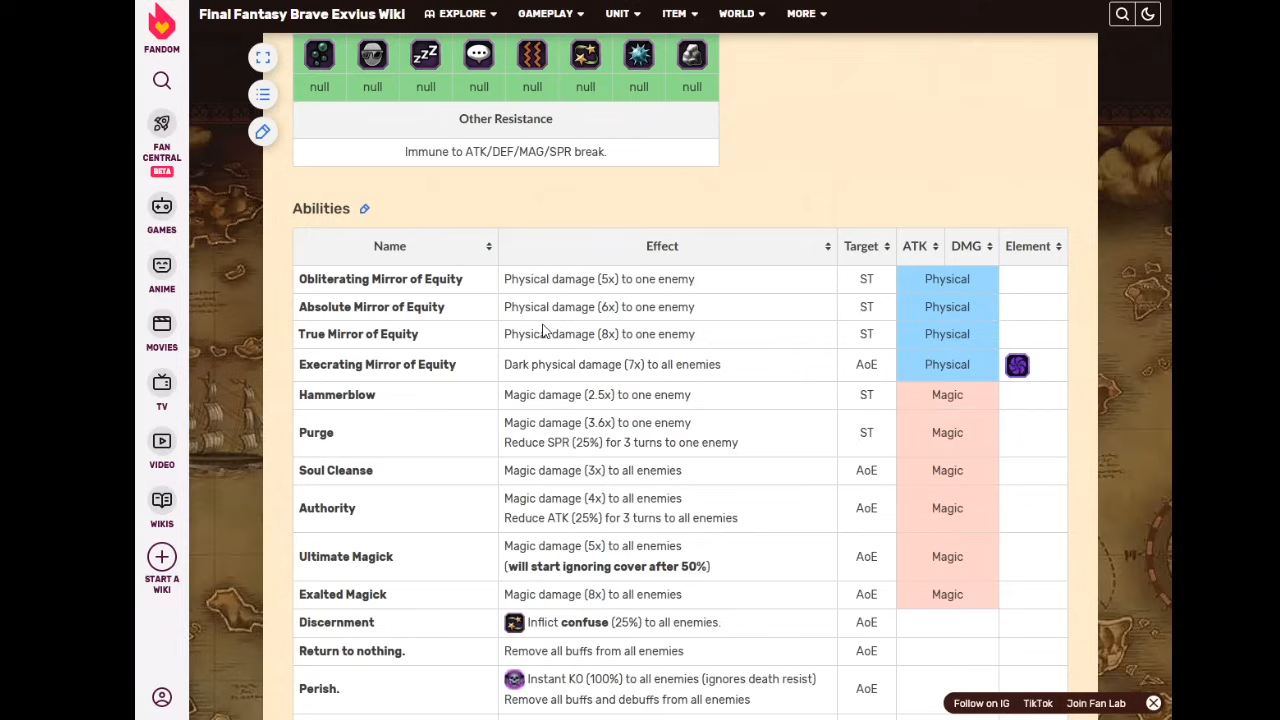 Final Fantasy Brave Exvius Wiki
EXPLORE
GAMEPLAY
UNIT
ITEM
WORLD
MORE
FANDOM
FAN CENTRAL
BETA
GAMES
ANIME
MOVIES
TV
VIDEO
WIKIS
START A WIKI
zZZ
null null null null null null null null
Other Resistance
Immune to ATK/DEF/MAG/SPR break.
Abilities
Name Effect Target ATK DMG Element
Obliterating Mirror of Equity Physical damage (5x) to one enemy ST Physical
Absolute Mirror of Equity Physical damage (6x) to one enemy ST Physical
True Mirror of Equity Physical damage (8x) to one enemy ST Physical
Execrating Mirror of Equity Dark physical damage (7x) to all enemies AoE Physical
Hammerblow Magic damage (2.5x) to one enemy ST Magic
Purge Magic damage (3.6x) to one enemy
Reduce SPR (25%) for 3 turns to one enemy ST Magic
Soul Cleanse Magic damage (3x) to all enemies AoE Magic
Authority Magic damage (4x) to all enemies
Reduce ATK (25%) for 3 turns to all enemies AoE Magic
Ultimate Magick Magic damage (5x) to all enemies
(will start ignoring cover after 50%) AoE Magic
Exalted Magick Magic damage (8x) to all enemies AoE Magic
Discernment Inflict confuse (25%) to all enemies. AoE
Return to nothing. Remove all buffs from all enemies AoE
Perish. Instant KO (100%) to all enemies (ignores death resist)
Remove all buffs and debuffs from all enemies AoE
Follow on IG TikTok Join Fan Lab